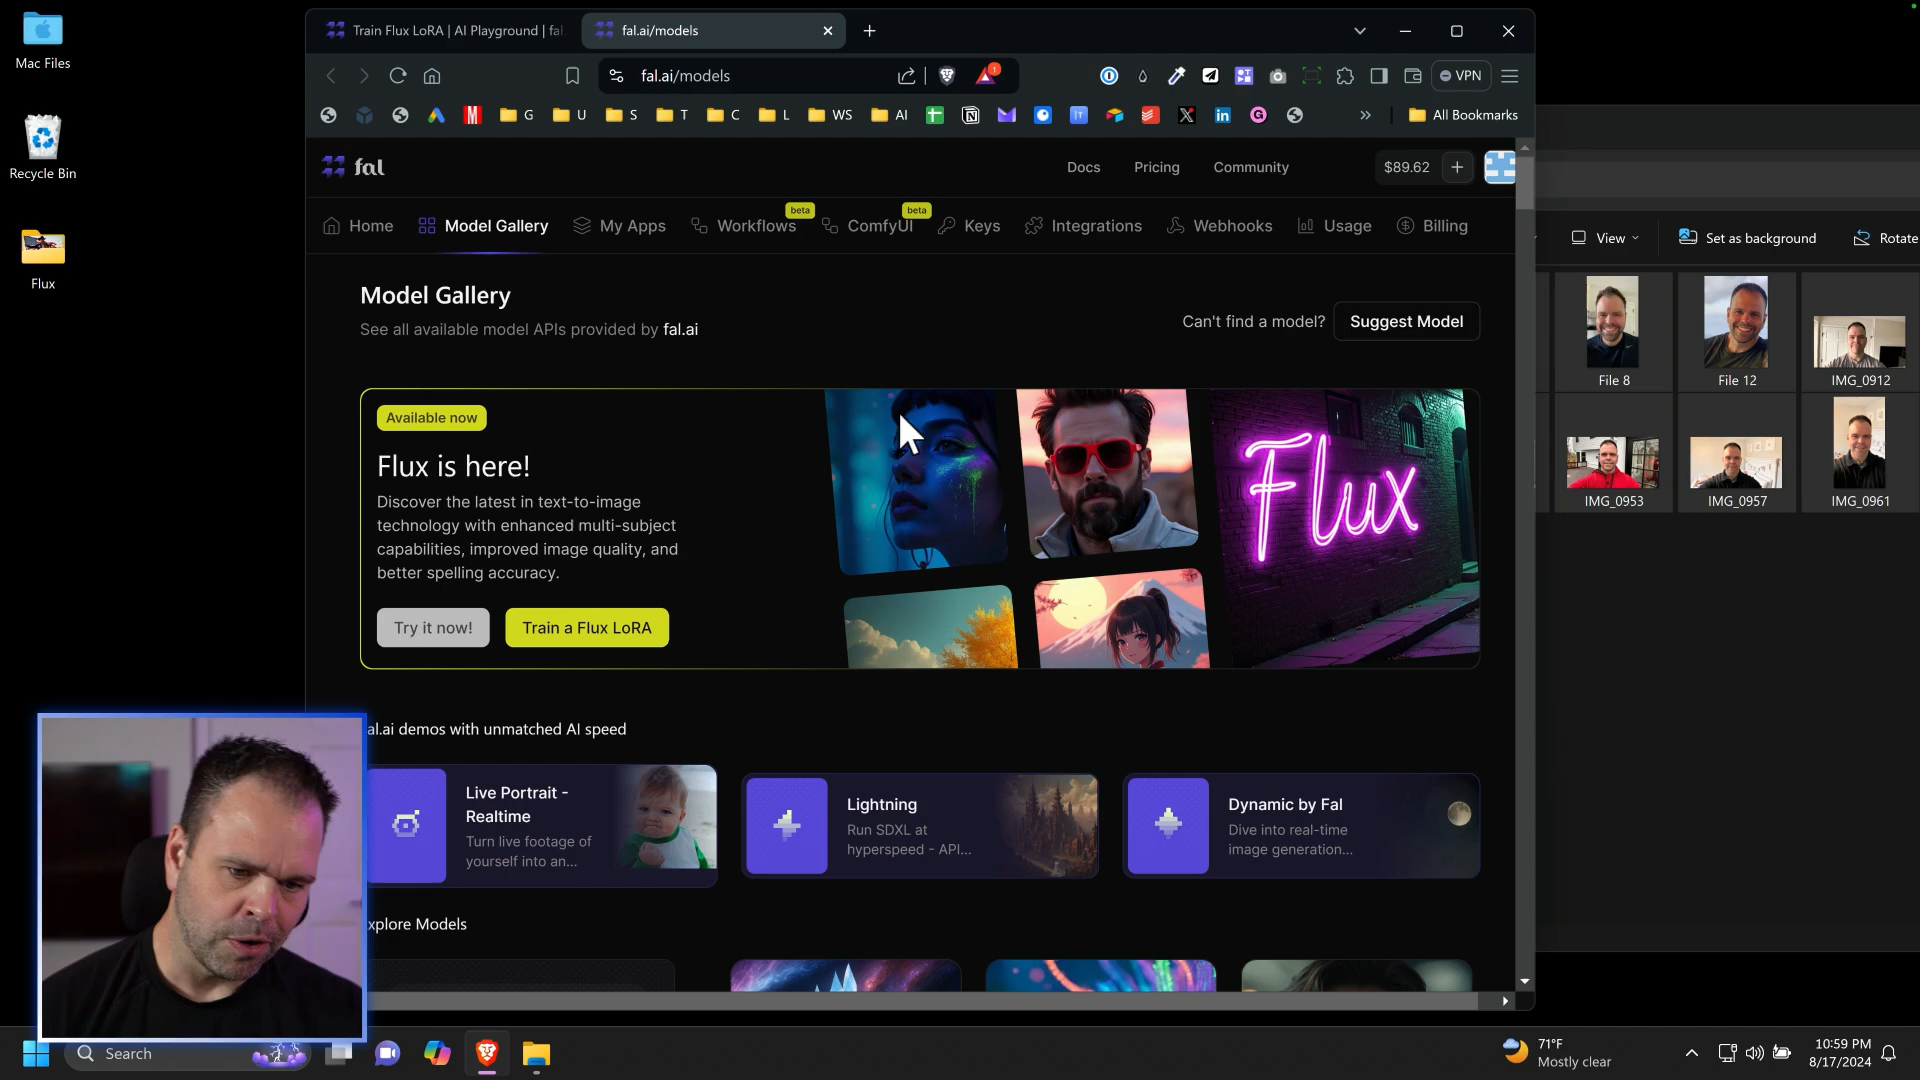 Mac Files
Recycle Bin
Flux
Train Flux LoRA | AI Playground | fal.
fal.ai/models
fal.ai/models
1
VPN
G
U
S
T
C
L
WS
AI
All Bookmarks
fal
Docs
Pricing
Community
$89.62
Home
Model Gallery
My Apps
Workflows
beta
ComfyUI
beta
Keys
Integrations
Webhooks
Usage
Billing
Model Gallery
See all available model APIs provided by fal.ai
Can't find a model?
Suggest Model
Available now
Flux is here!
Discover the latest in text-to-image
technology with enhanced multi-subject
capabilities, improved image quality, and
better spelling accuracy.
Try it now!
Train a Flux LoRA
Flux
al.ai demos with unmatched AI speed
Live Portrait -
Realtime
Turn live footage of
yourself into an...
Lightning
Run SDXL at
hyperspeed - API...
Dynamic by Fal
Dive into real-time
image generation...
xplore Models
View
Set as background
Rotate
File 8
File 12
IMG_0912
IMG_0953
IMG_0957
IMG_0961
Search
71°F
Mostly clear
10:59 PM
8/17/2024